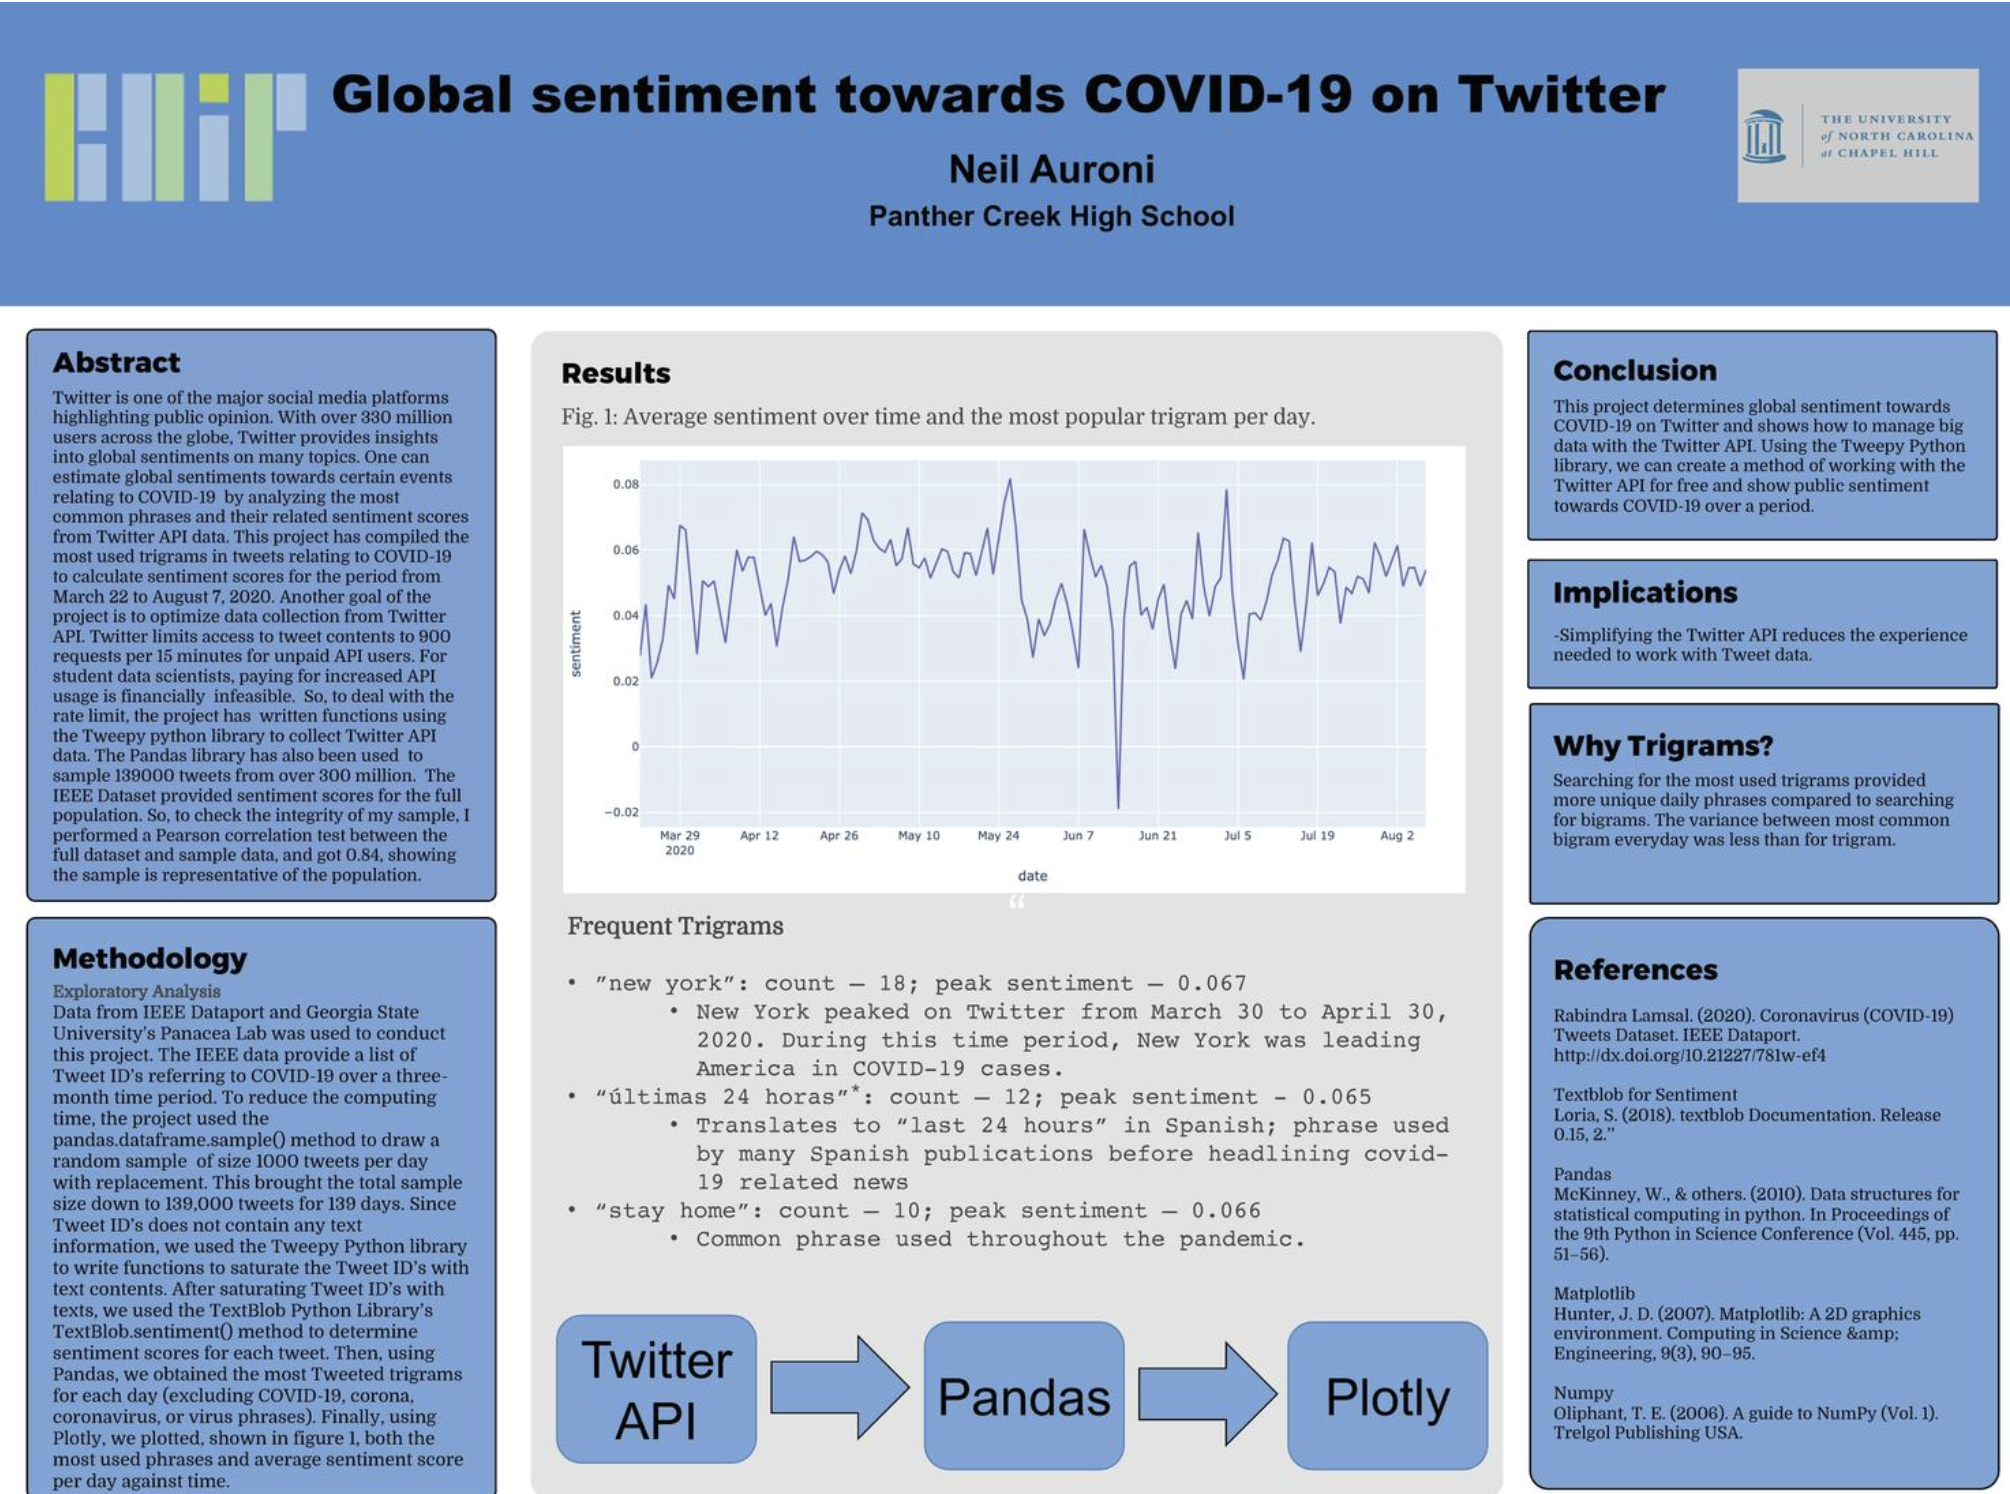 Global sentiment towards COVID-19 on Twitter
Neil Auroni
Panther Creek High School
THE UNIVERSITY
of NORTH CAROLINA
at CHAPEL HILL
Abstract
Twitter is one of the major social media platforms
highlighting public opinion. With over 330 million
users across the globe, Twitter provides insights
into global sentiments on many topics. One can
estimate global sentiments towards certain events
relating to COVID-19 by analyzing the most
common phrases and their related sentiment scores
from Twitter API data. This project has compiled the
most used trigrams in tweets relating to COVID-19
to calculate sentiment scores for the period from
March 22 to August 7, 2020. Another goal of the
project is to optimize data collection from Twitter
API. Twitter limits access to tweet contents to 900
requests per 15 minutes for unpaid API users. For
student data scientists, paying for increased API
usage is financially infeasible. So, to deal with the
rate limit, the project has written functions using
the Tweepy python library to collect Twitter API
data. The Pandas library has also been used to
sample 139000 tweets from over 300 million. The
IEEE Dataset provided sentiment scores for the full
population. So, to check the integrity of my sample, I
performed a Pearson correlation test between the
full dataset and sample data, and got 0.84, showing
the sample is representative of the population.
Methodology
Exploratory Analysis
Data from IEEE Dataport and Georgia State
University's Panacea Lab was used to conduct
this project. The IEEE data provide a list of
Tweet ID's referring to COVID-19 over a three-
month time period. To reduce the computing
time, the project used the
pandas.dataframe.sample() method to draw a
random sample of size 1000 tweets per day
with replacement. This brought the total sample
size down to 139,000 tweets for 139 days. Since
Tweet ID's does not contain any text
information, we used the Tweepy Python library
to write functions to saturate the Tweet ID's with
text contents. After saturating Tweet ID's with
texts, we used the TextBlob Python Library's
TextBlob.sentiment() method to determine
sentiment scores for each tweet. Then, using
Pandas, we obtained the most Tweeted trigrams
for each day (excluding COVID-19, corona,
coronavirus, or virus phrases). Finally, using
Plotly, we plotted, shown in figure 1, both the
most used phrases and average sentiment score
per day against time.
Results
Fig. 1: Average sentiment over time and the most popular trigram per day.
sentiment
0.08
0.06
0.04
0.02
0
−0.02
Mar 29
2020
Apr 12
Apr 26
May 10
May 24
Jun 7
Jun 21
Jul 5
Jul 19
Aug 2
date
“
Frequent Trigrams
• ”new york”: count – 18; peak sentiment – 0.067
• New York peaked on Twitter from March 30 to April 30,
2020. During this time period, New York was leading
America in COVID-19 cases.
• “últimas 24 horas”*: count – 12; peak sentiment - 0.065
• Translates to “last 24 hours” in Spanish; phrase used
by many Spanish publications before headlining covid-
19 related news
• “stay home”: count – 10; peak sentiment – 0.066
• Common phrase used throughout the pandemic.
Twitter
API
Pandas
Plotly
Conclusion
This project determines global sentiment towards
COVID-19 on Twitter and shows how to manage big
data with the Twitter API. Using the Tweepy Python
library, we can create a method of working with the
Twitter API for free and show public sentiment
towards COVID-19 over a period.
Implications
-Simplifying the Twitter API reduces the experience
needed to work with Tweet data.
Why Trigrams?
Searching for the most used trigrams provided
more unique daily phrases compared to searching
for bigrams. The variance between most common
bigram everyday was less than for trigram.
References
Rabindra Lamsal. (2020). Coronavirus (COVID-19)
Tweets Dataset. IEEE Dataport.
http://dx.doi.org/10.21227/781w-ef4
Textblob for Sentiment
Loria, S. (2018). textblob Documentation. Release
0.15, 2.”
Pandas
McKinney, W., & others. (2010). Data structures for
statistical computing in python. In Proceedings of
the 9th Python in Science Conference (Vol. 445, pp.
51–56).
Matplotlib
Hunter, J. D. (2007). Matplotlib: A 2D graphics
environment. Computing in Science &amp;
Engineering, 9(3), 90–95.
Numpy
Oliphant, T. E. (2006). A guide to NumPy (Vol. 1).
Trelgol Publishing USA.